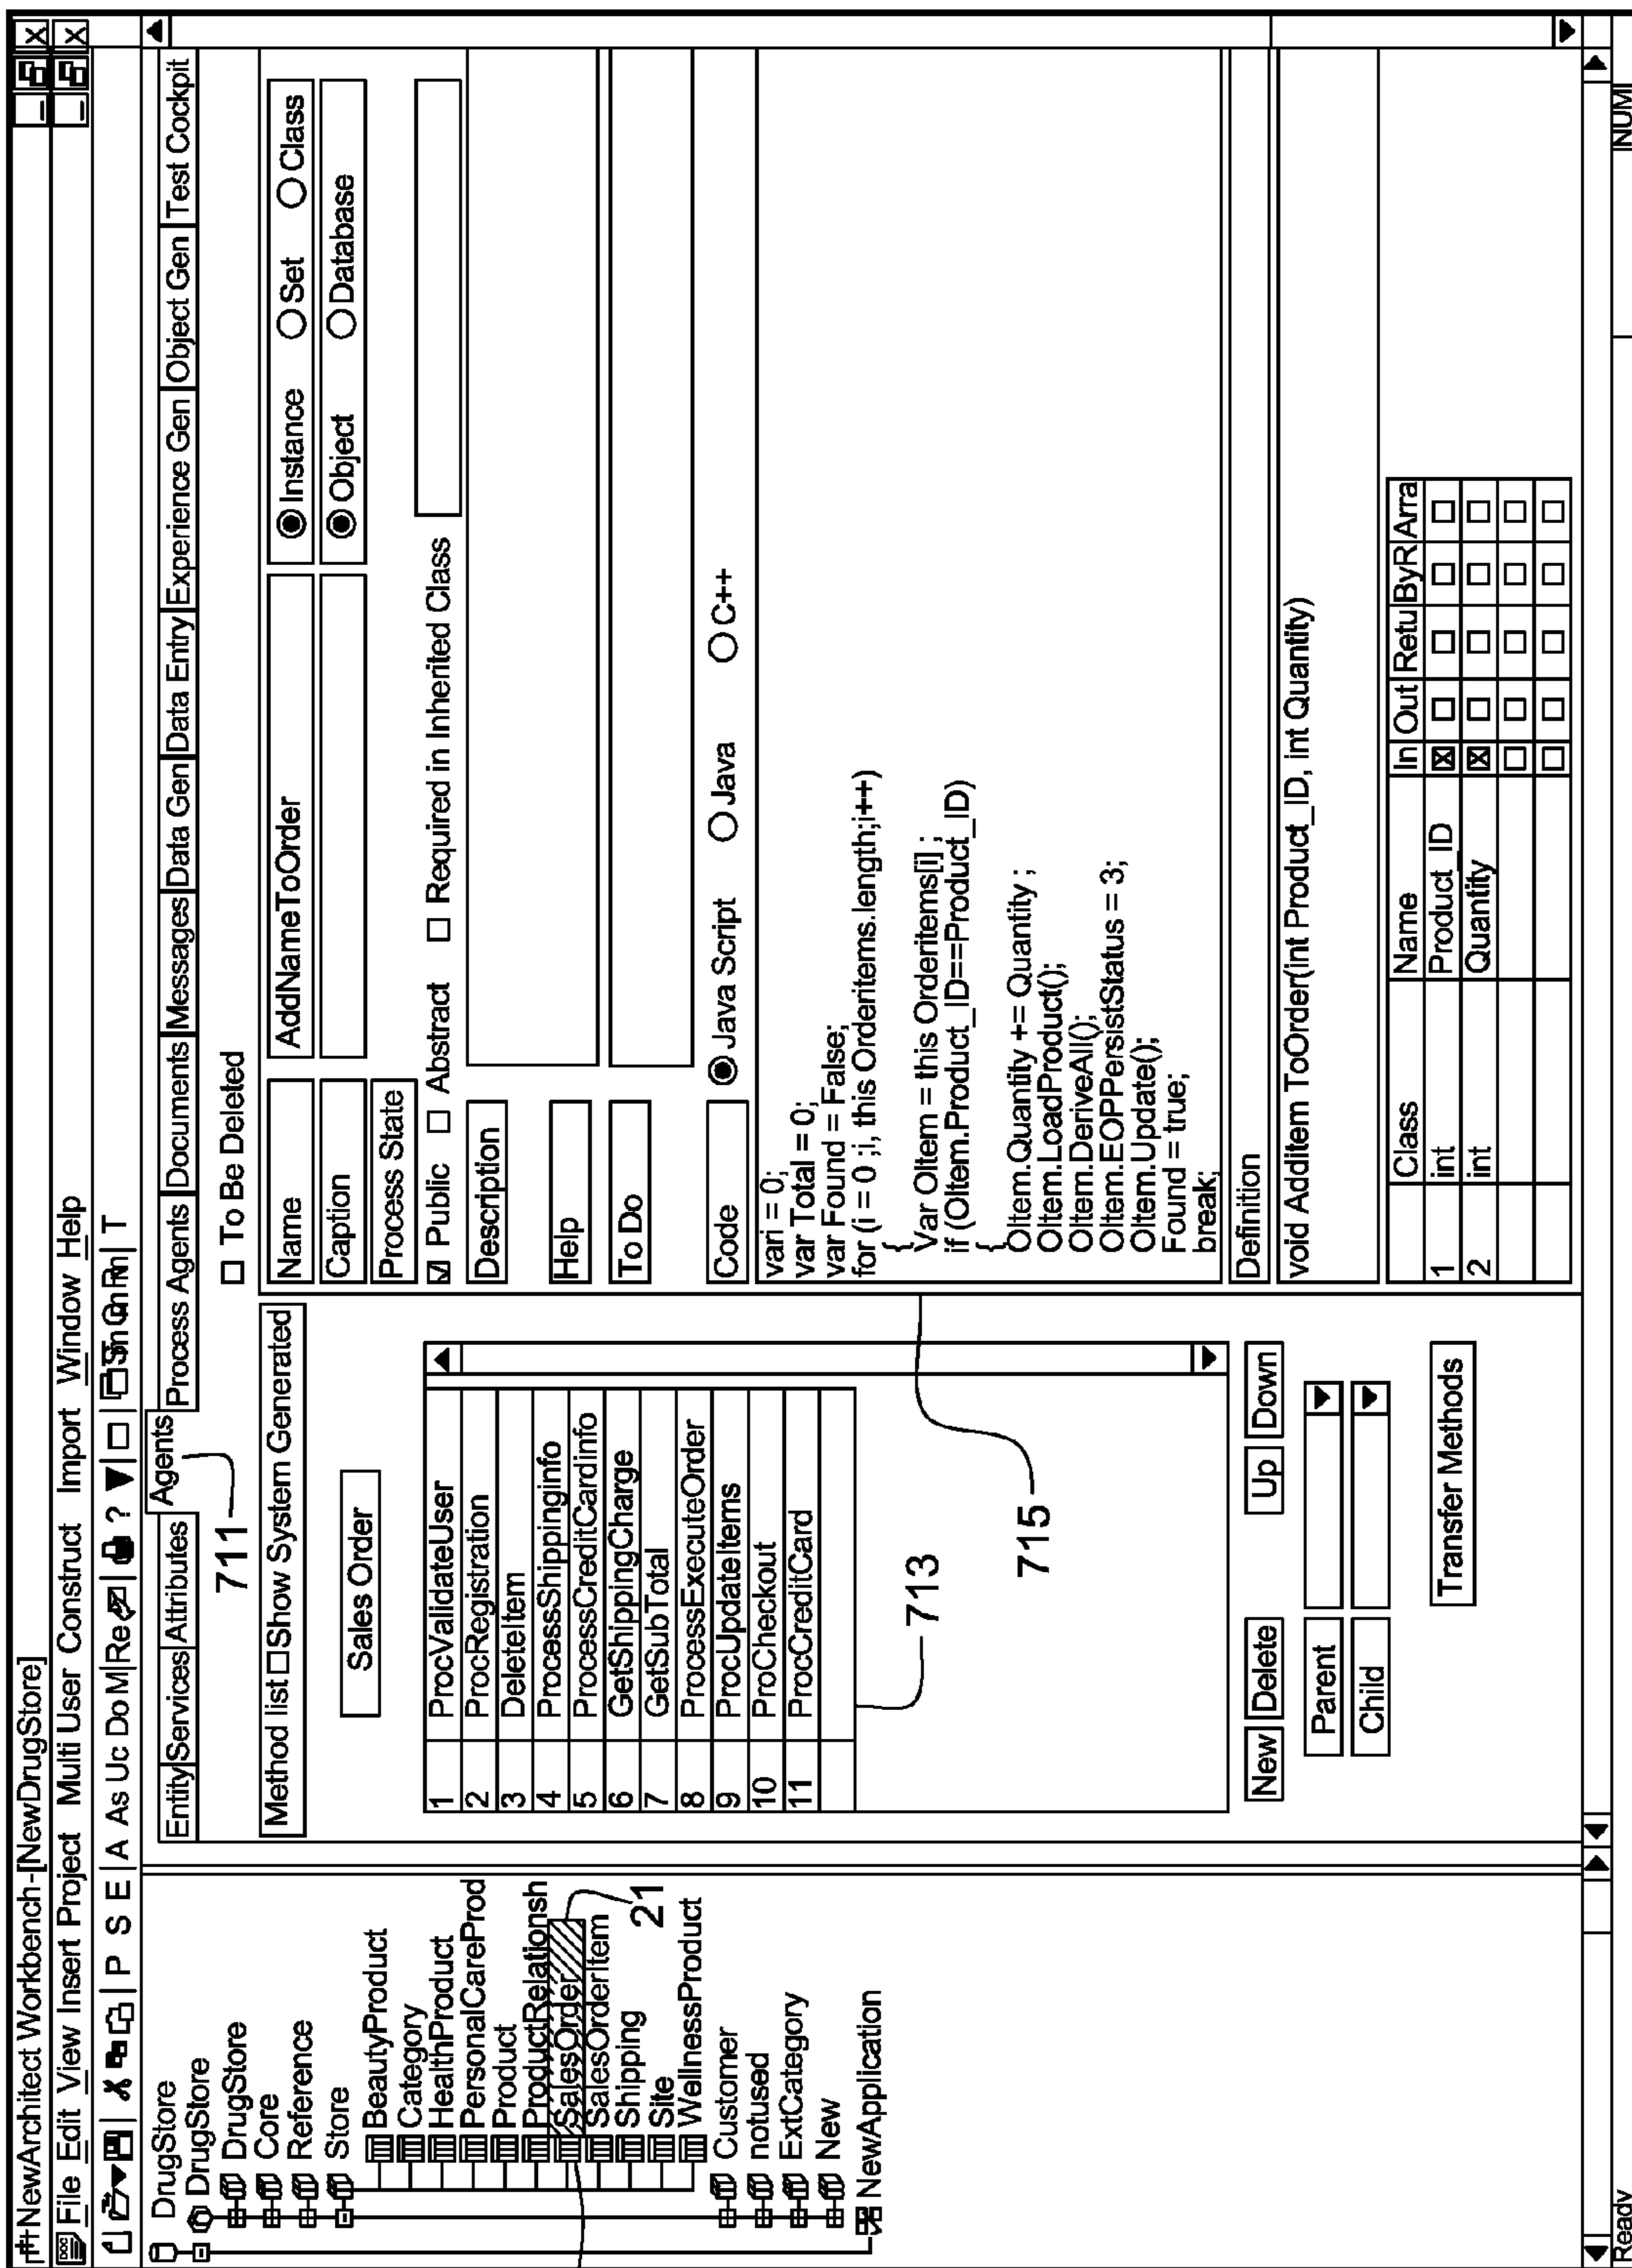 NewArchitect Workbench-[NewDrugStore]
File Edit View Insert Project Multi User Construct Import Window Help
P S E A As Uc Do M Re ? T
DrugStore
DrugStore
DrugStore
Core
Reference
Store
BeautyProduct
Category
HealthProduct
PersonalCareProd
Product
ProductRelationsh
SalesOrder
SalesOrderItem
Shipping
Site
WellnessProduct
Customer
notused
ExtCategory
New
NewApplication
21
Entity Services Attributes Agents Process Agents Documents Messages Data Gen Data Entry Experience Gen Object Gen Test Cockpit
711
Method list Show System Generated
Sales Order
1 ProcValidateUser
2 ProcRegistration
3 DeleteItem
4 ProcessShippinginfo
5 ProcessCreditCardinfo
6 GetShippingCharge
7 GetSubTotal
8 ProcessExecuteOrder
9 ProcUpdateItems
10 ProCheckout
11 ProcCreditCard
713
715
New Delete Up Down
Parent
Child
Transfer Methods
To Be Deleted
Name AddNameToOrder Instance Set Class
Caption Object Database
Process State
Public Abstract Required in Inherited Class
Description
Help
To Do
Code Java Script Java C++
vari = 0;
var Total = 0;
var Found = False;
for (i = 0 ;i, this Orderitems.length;i++)
{
Var OItem = this Orderitems[i] ;
if (OItem.Product_ID==Product_ID)
{
OItem.Quantity += Quantity ;
OItem.LoadProduct();
OItem.DeriveAll();
OItem.EOPPersistStatus = 3;
OItem.Update();
Found = true;
break;
Definition
void AddItem ToOrder(int Product_ID, int Quantity)
Class Name In Out Retu ByR Arra
1 int Product_ID
2 int Quantity
Ready NUM